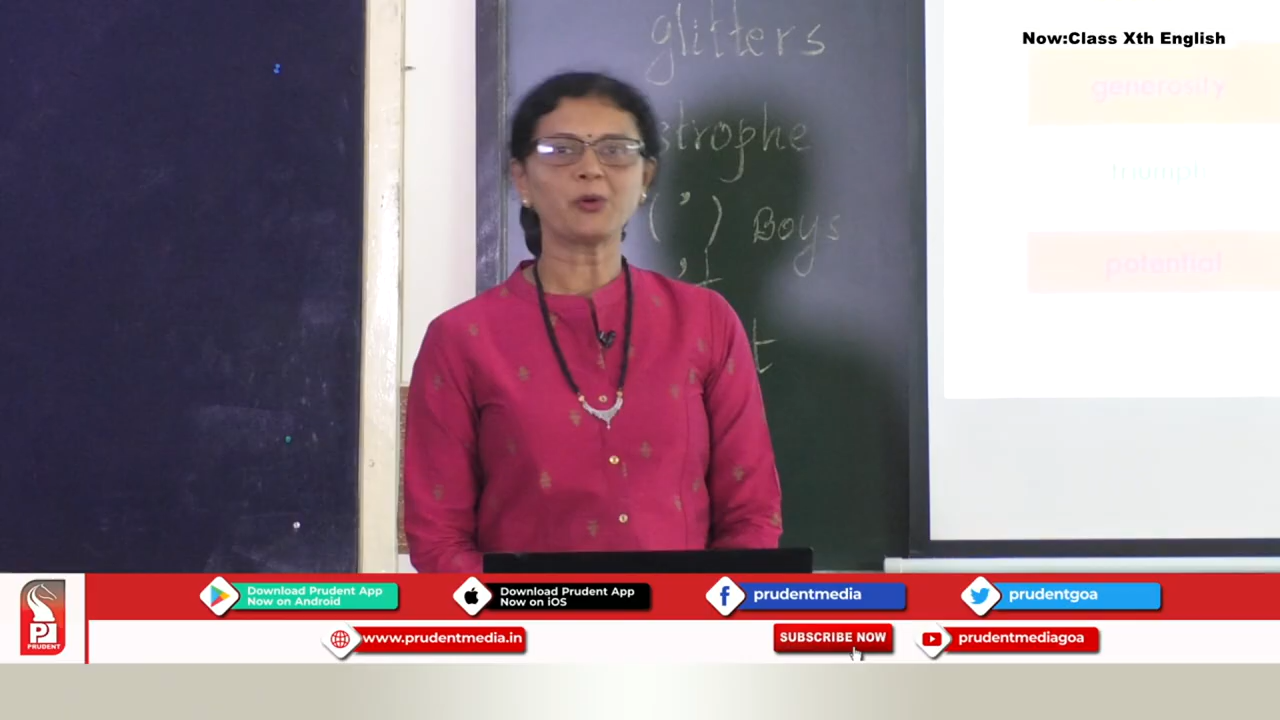 Now:Class Xth English
glitters
strophe
(') Boys
t
generosity
triumph
potential
Download Prudent App
Now on Android
Download Prudent App
Now on iOS
prudentmedia
prudentgoa
www.prudentmedia.in
SUBSCRIBE NOW
prudentmediagoa
PRUDENT